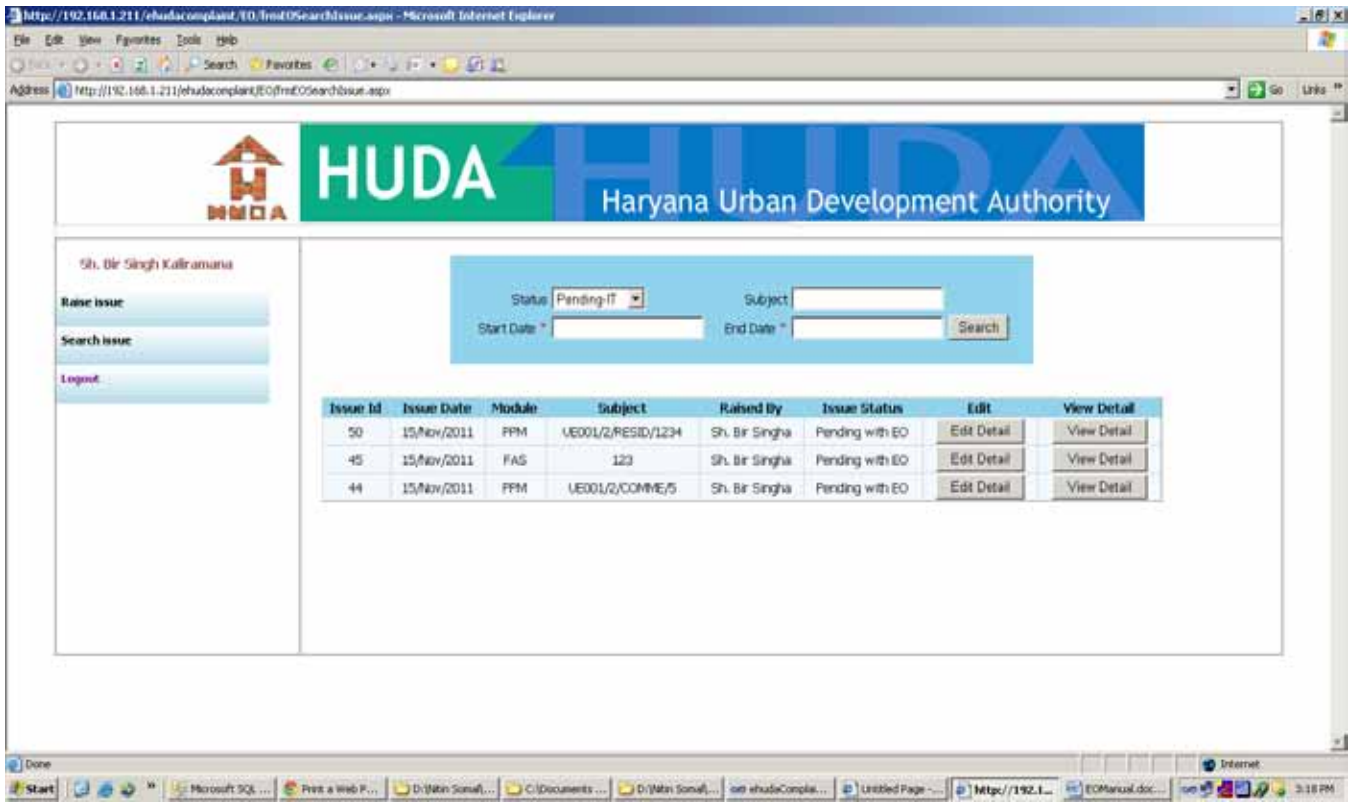 http://192.168.1.211/ehudacomplaint/EO/frmEOSearchIssue.aspx - Microsoft Internet Explorer
File Edit View Favorites Tools Help
Search Favorites
Address http://192.168.1.211/ehudacomplaint/EO/frmEOSearchIssue.aspx Go Links »
HUDA HUDA
Haryana Urban Development Authority
Sh. Bir Singh Kaliramana
Raise issue
Search issue
Logout
Status Pending-IT Subject
Start Date * End Date * Search
Issue Id Issue Date Module Subject Raised By Issue Status Edit View Detail
50 15/Nov/2011 PPM UE001/2/RESID/1234 Sh. Bir Singha Pending with EO Edit Detail View Detail
45 15/Nov/2011 FAS 123 Sh. Bir Singha Pending with EO Edit Detail View Detail
44 15/Nov/2011 PPM UE001/2/COMME/5 Sh. Bir Singha Pending with EO Edit Detail View Detail
Done Internet
Start » Microsoft SQL ... Print a Web P... D:\Nitin Somal\... C:\Documents ... D:\Nitin Somal\... ehudaCompla... Untitled Page -... http://192.1... EOManual.doc... 3:18 PM